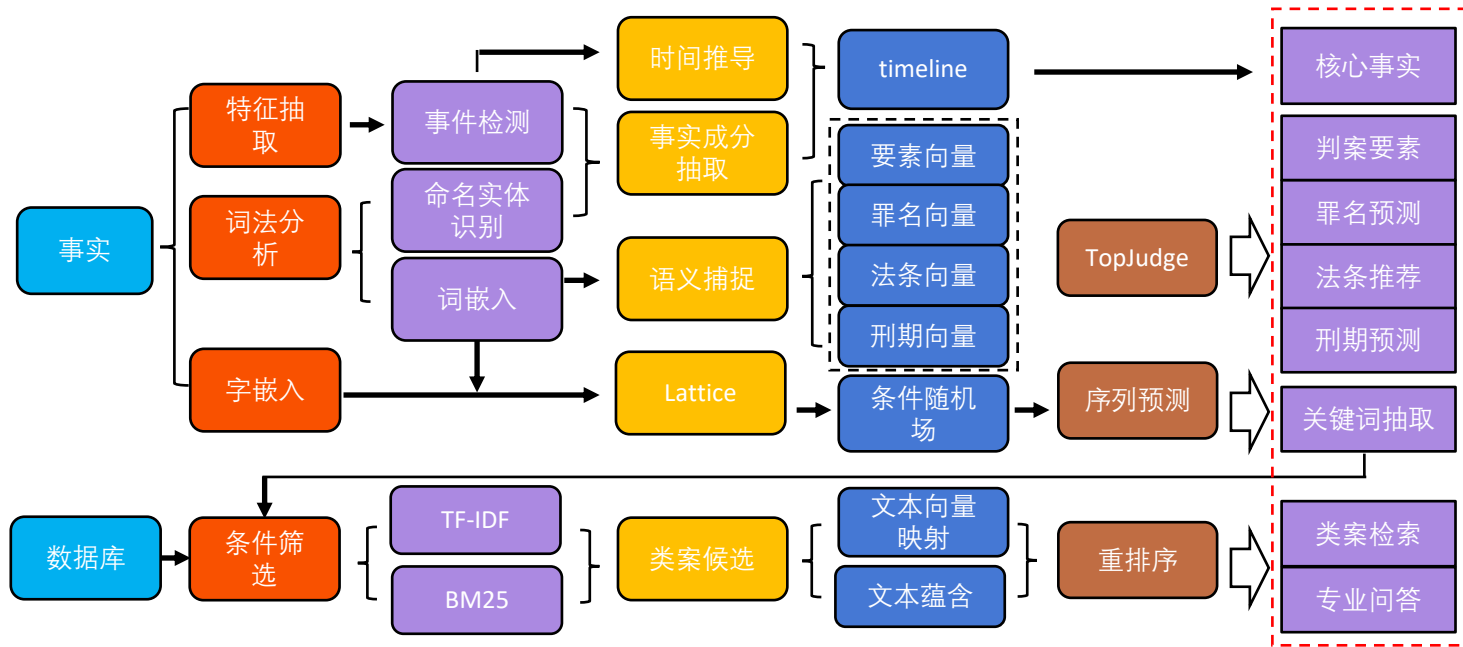 时间推导
timeline
核心事实
特征抽
取
事件检测
事实成分
抽取
要素向量
判案要素
事实
词法分
析
命名实体
识别
罪名向量
罪名预测
词嵌入
语义捕捉
法条向量
TopJudge
法条推荐
刑期向量
刑期预测
字嵌入
Lattice
条件随机
场
序列预测
关键词抽取
数据库
条件筛
选
TF-IDF
BM25
类案候选
文本向量
映射
文本蕴含
重排序
类案检索
专业问答